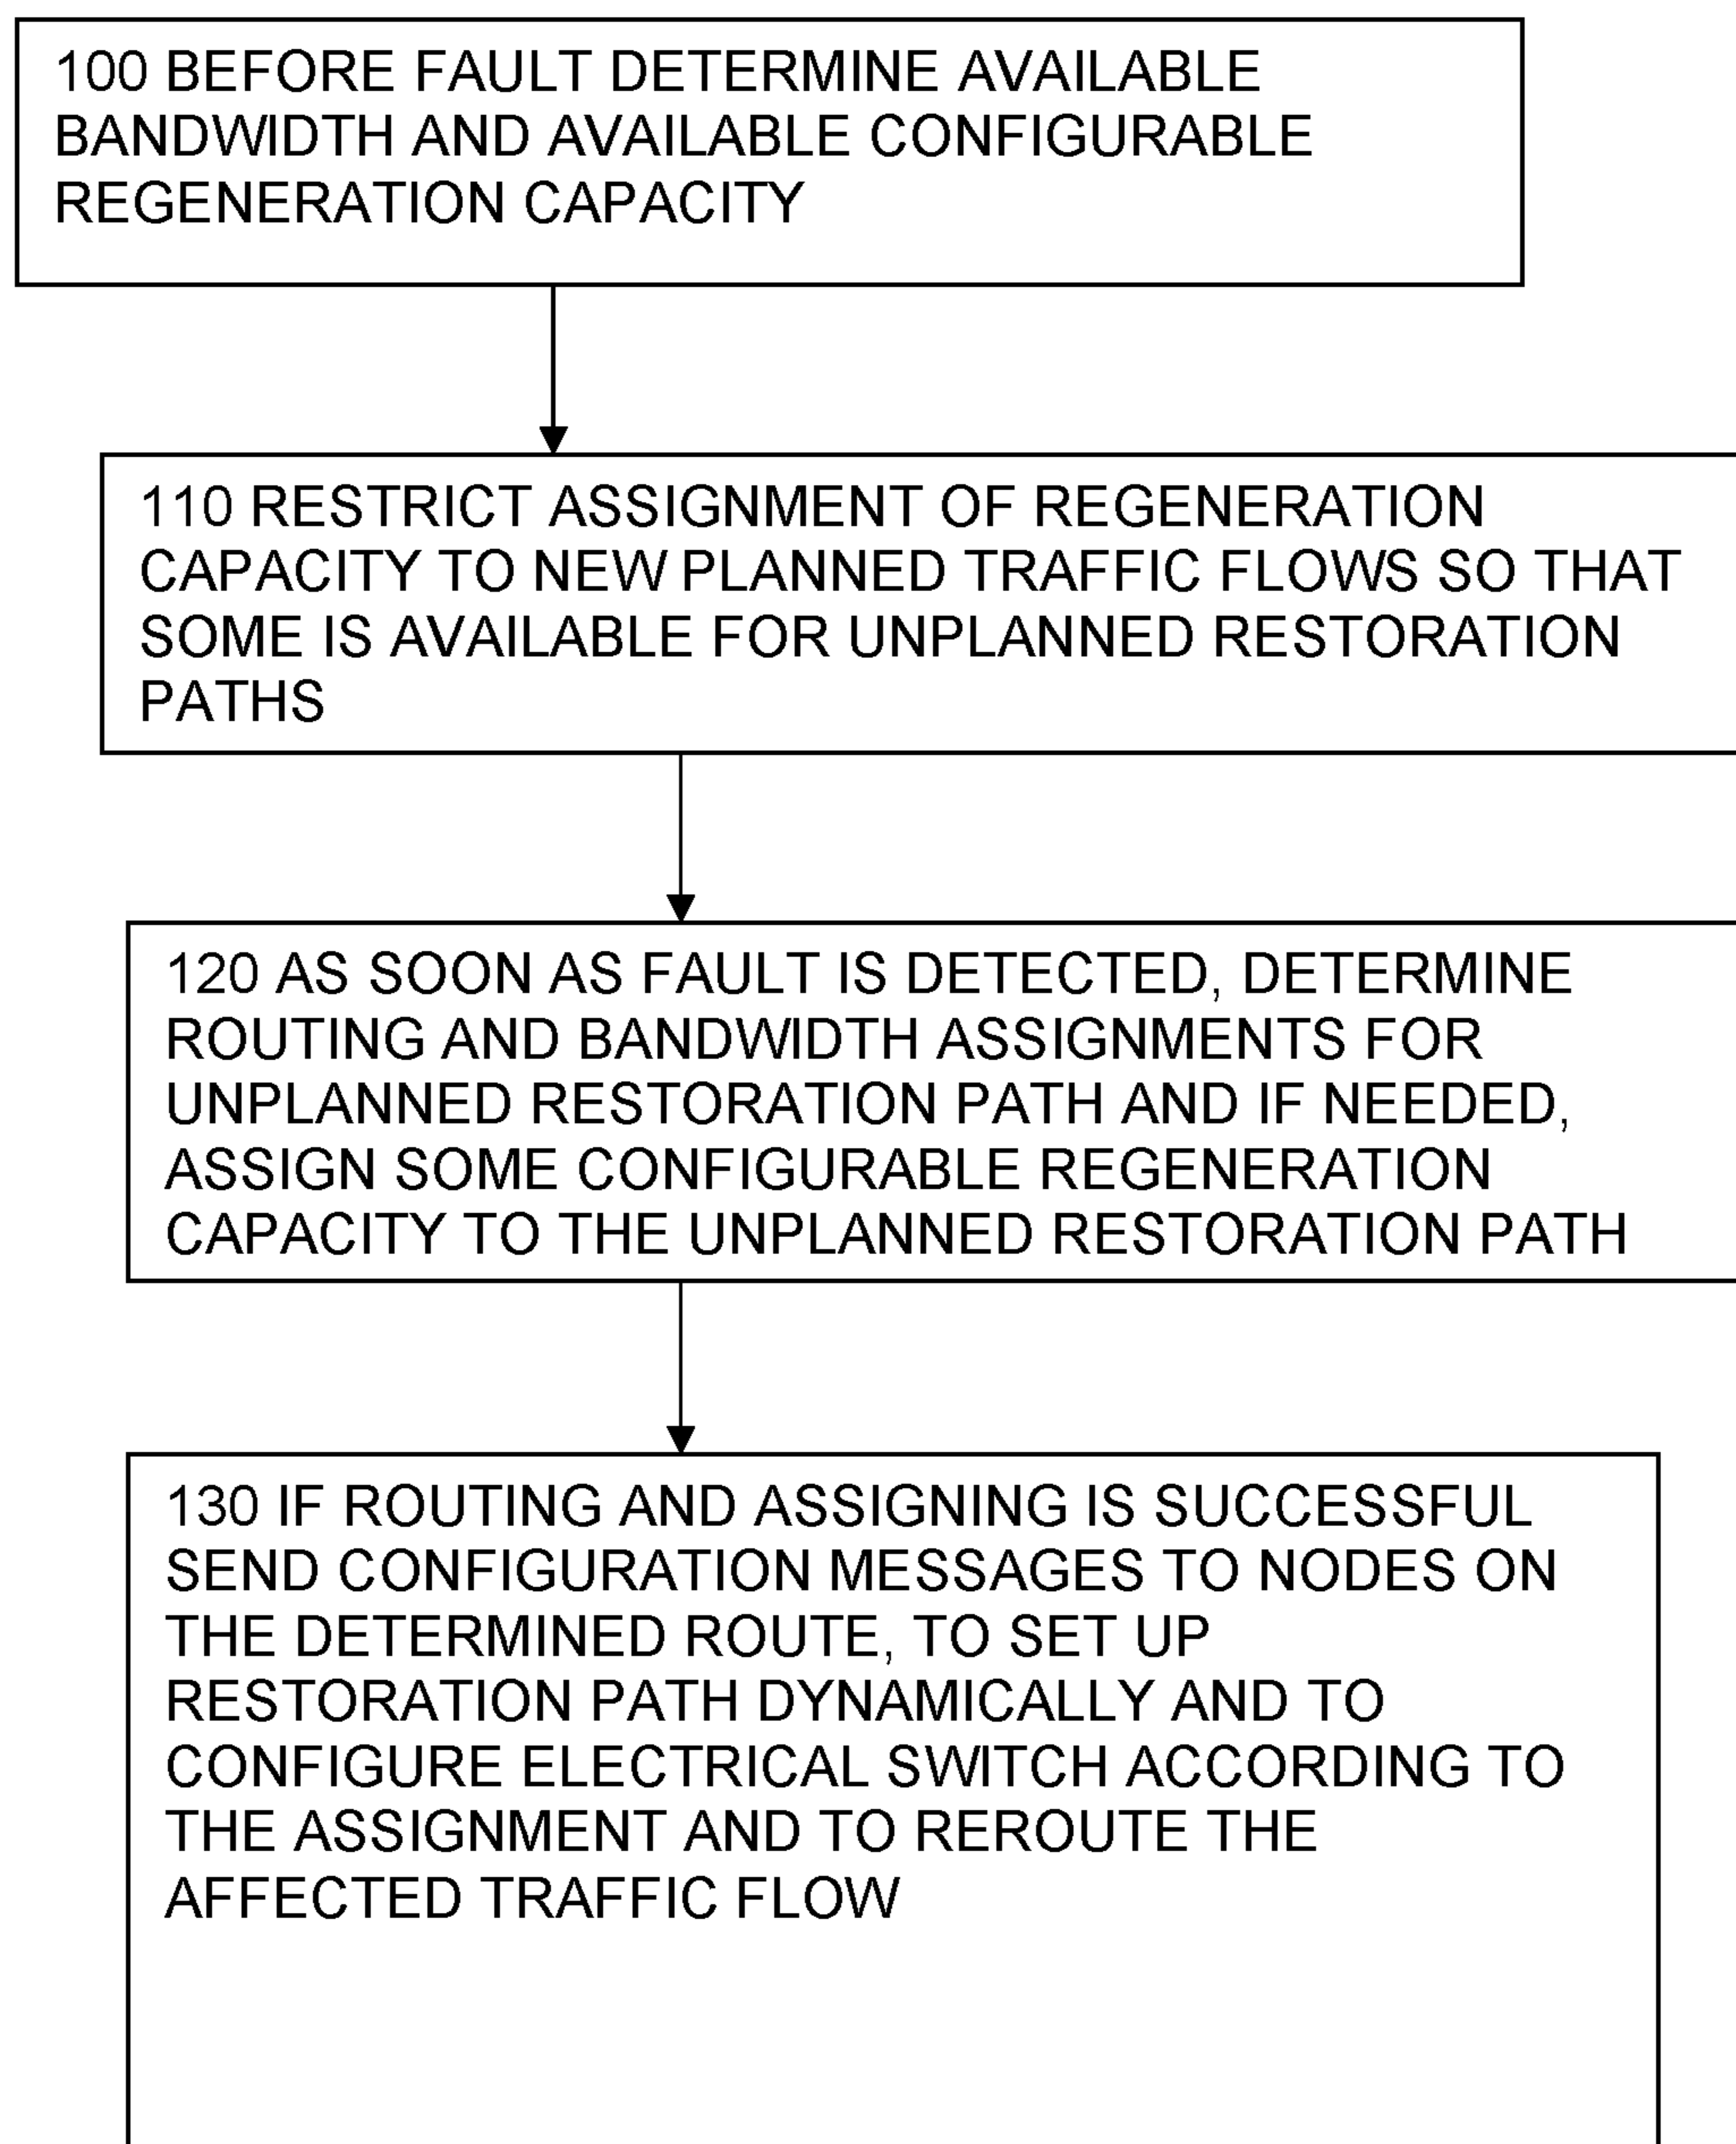 100 BEFORE FAULT DETERMINE AVAILABLE
BANDWIDTH AND AVAILABLE CONFIGURABLE
REGENERATION CAPACITY
110 RESTRICT ASSIGNMENT OF REGENERATION
CAPACITY TO NEW PLANNED TRAFFIC FLOWS SO THAT
SOME IS AVAILABLE FOR UNPLANNED RESTORATION
PATHS
120 AS SOON AS FAULT IS DETECTED, DETERMINE
ROUTING AND BANDWIDTH ASSIGNMENTS FOR
UNPLANNED RESTORATION PATH AND IF NEEDED,
ASSIGN SOME CONFIGURABLE REGENERATION
CAPACITY TO THE UNPLANNED RESTORATION PATH
130 IF ROUTING AND ASSIGNING IS SUCCESSFUL
SEND CONFIGURATION MESSAGES TO NODES ON
THE DETERMINED ROUTE, TO SET UP
RESTORATION PATH DYNAMICALLY AND TO
CONFIGURE ELECTRICAL SWITCH ACCORDING TO
THE ASSIGNMENT AND TO REROUTE THE
AFFECTED TRAFFIC FLOW